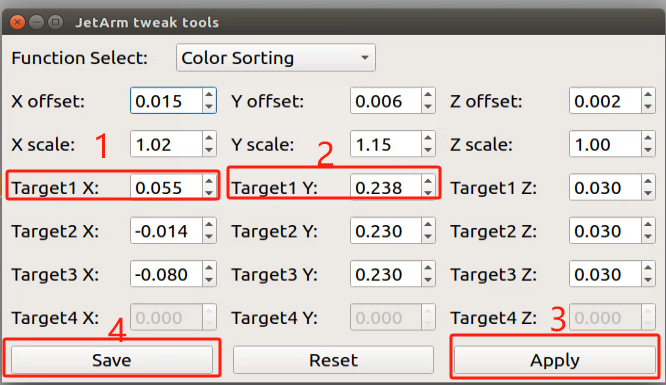 JetArm tweak tools
Function Select: Color Sorting
X offset: 0.015 Y offset: 0.006 Z offset: 0.002
X scale: 1 1.02 Y scale: 2 1.15 Z scale: 1.00
Target1 X: 0.055 Target1 Y: 0.238 Target1 Z: 0.030
Target2 X: -0.014 Target2 Y: 0.230 Target2 Z: 0.030
Target3 X: -0.080 Target3 Y: 0.230 Target3 Z: 0.030
Target4 X: 4 0.000 Target4 Y: 0.000 Target4 Z: 3 0.000
Save Reset Apply